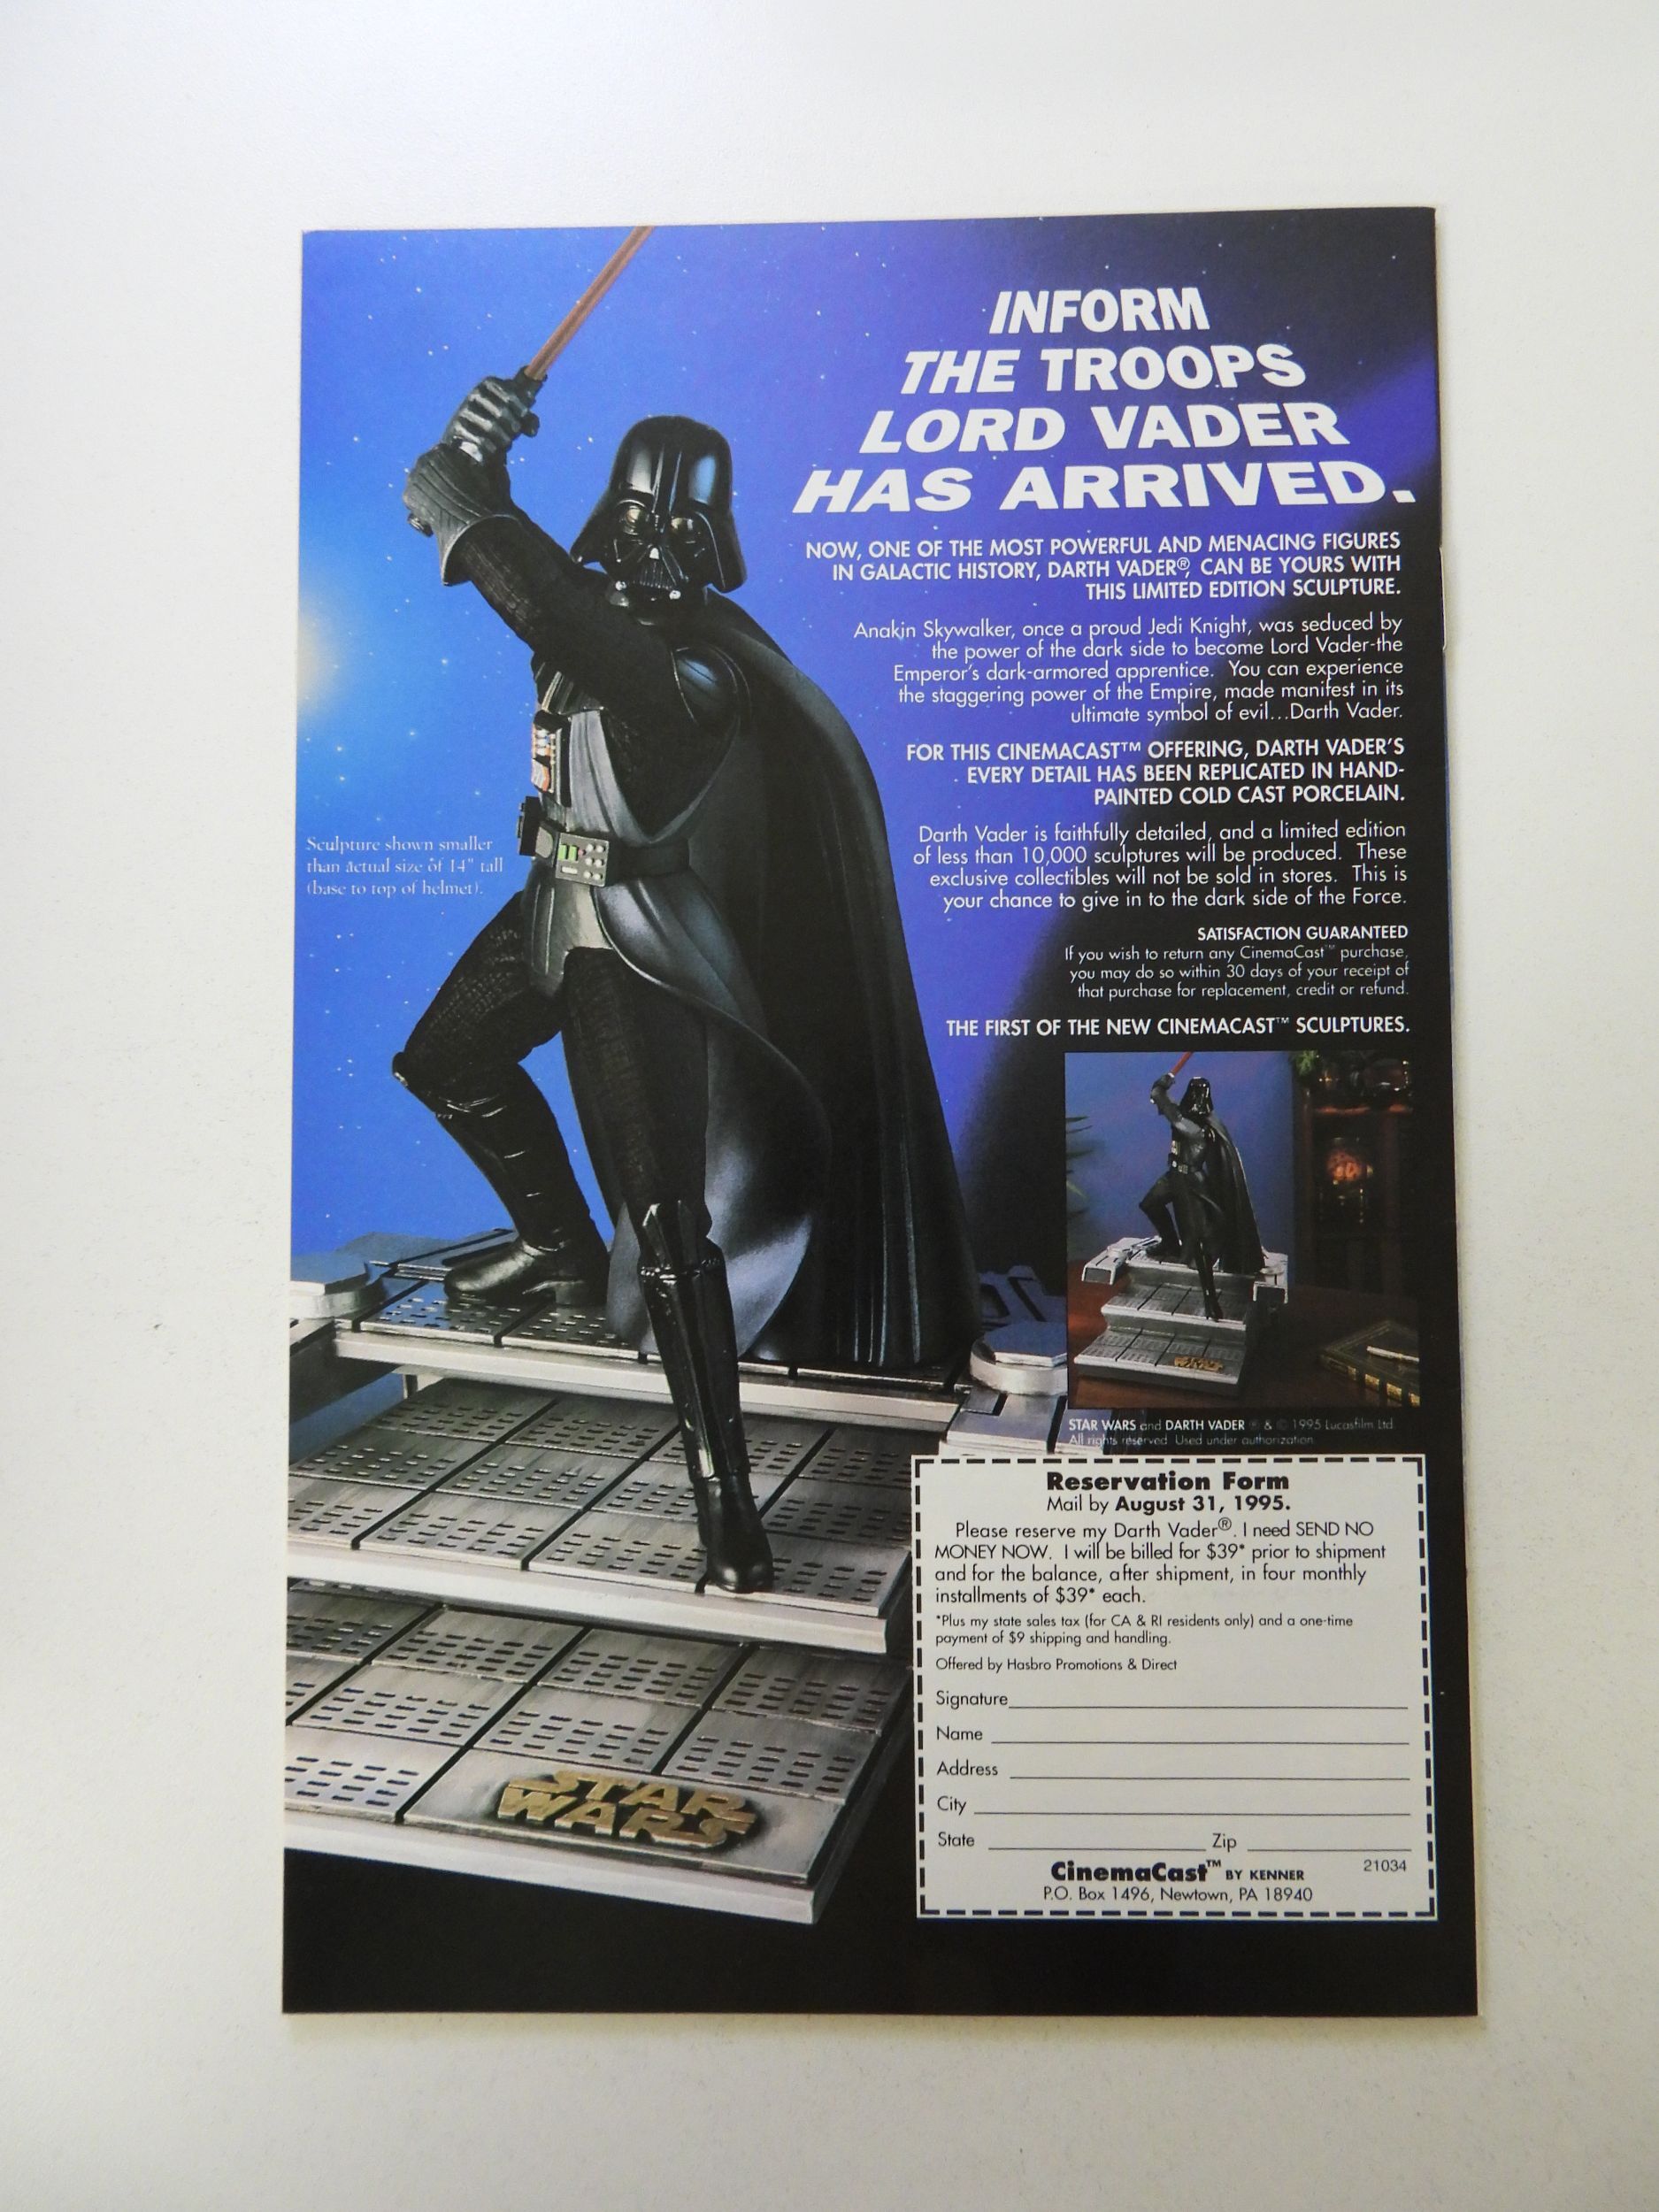 INFORM
THE TROOPS
LORD VADER
HAS ARRIVED.
NOW, ONE OF THE MOST POWERFUL AND MENACING FIGURES
IN GALACTIC HISTORY, DARTH VADER®, CAN BE YOURS WITH
THIS LIMITED EDITION SCULPTURE.
Anakin Skywalker, once a proud Jedi Knight, was seduced by
the power of the dark side to become Lord Vader-the
Emperor's dark-armored apprentice. You can experience
the staggering power of the Empire, made manifest in its
ultimate symbol of evil...Darth Vader.
FOR THIS CINEMACAST™ OFFERING, DARTH VADER'S
EVERY DETAIL HAS BEEN REPLICATED IN HAND-
PAINTED COLD CAST PORCELAIN.
Sculpture shown smaller
than actual size of 14" tall
(base to top of helmet).
Darth Vader is faithfully detailed, and a limited edition
of less than 10,000 sculptures will be produced. These
exclusive collectibles will not be sold in stores. This is
your chance to give in to the dark side of the Force.
SATISFACTION GUARANTEED
If you wish to return any CinemaCast™ purchase,
you may do so within 30 days of your receipt of
that purchase for replacement, credit or refund.
THE FIRST OF THE NEW CINEMACAST™ SCULPTURES.
STAR WARS
STAR WARS and DARTH VADER ® & © 1995 Lucasfilm Ltd.
All rights reserved. Used under authorization.
Reservation Form
Mail by August 31, 1995.
Please reserve my Darth Vader®. I need SEND NO
MONEY NOW. I will be billed for $39* prior to shipment
and for the balance, after shipment, in four monthly
installments of $39* each.
*Plus my state sales tax (for CA & RI residents only) and a one-time
payment of $9 shipping and handling.
Offered by Hasbro Promotions & Direct
Signature
Name
Address
City
State Zip
CinemaCast™ BY KENNER 21034
P.O. Box 1496, Newtown, PA 18940
STAR
WARS